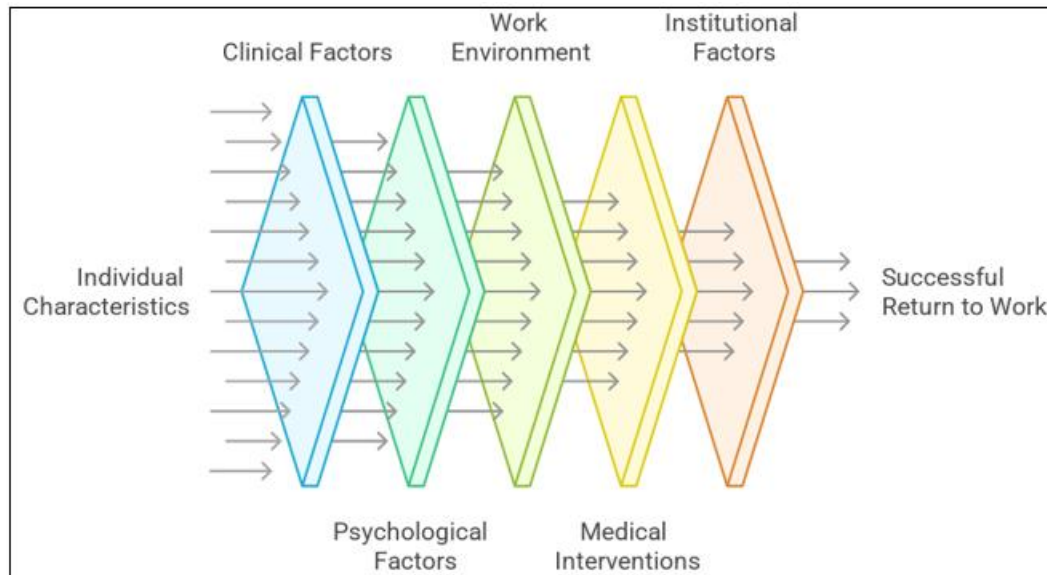 Work
Clinical Factors
Environment
Institutional
Factors
Individual
Characteristics
Successful
Return to Work
Psychological
Factors
Medical
Interventions